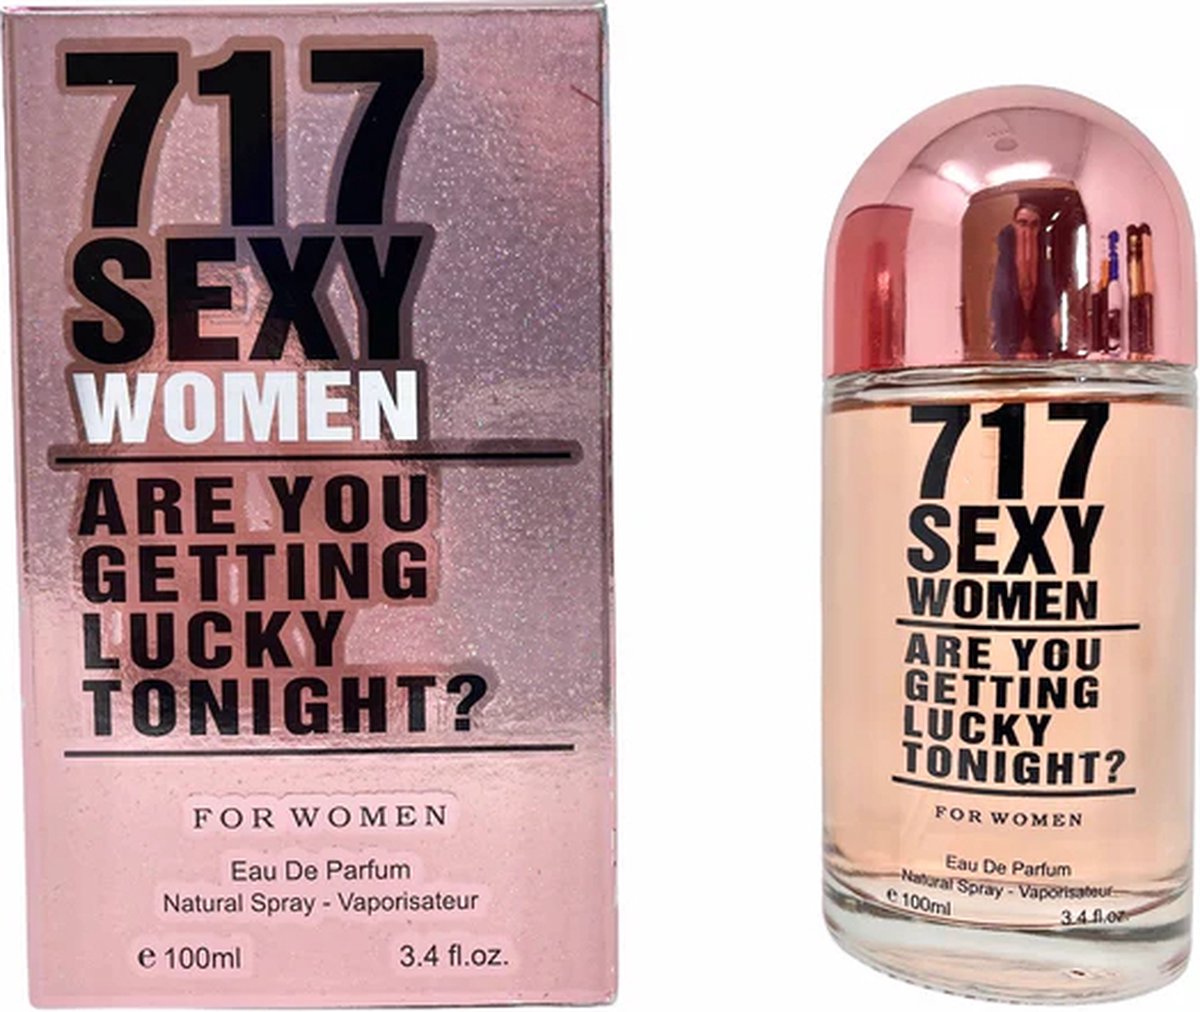 717
SEXY
WOMEN
ARE YOU
GETTING
LUCKY
TONIGHT?
FOR WOMEN
Eau De Parfum
Natural Spray - Vaporisateur
e 100ml 3.4 fl.oz.
717
SEXY
WOMEN
ARE YOU
GETTING
LUCKY
TONIGHT?
FOR WOMEN
Eau De Parfum
Natural Spray - Vaporisateur
e 100ml 3.4 fl.oz.